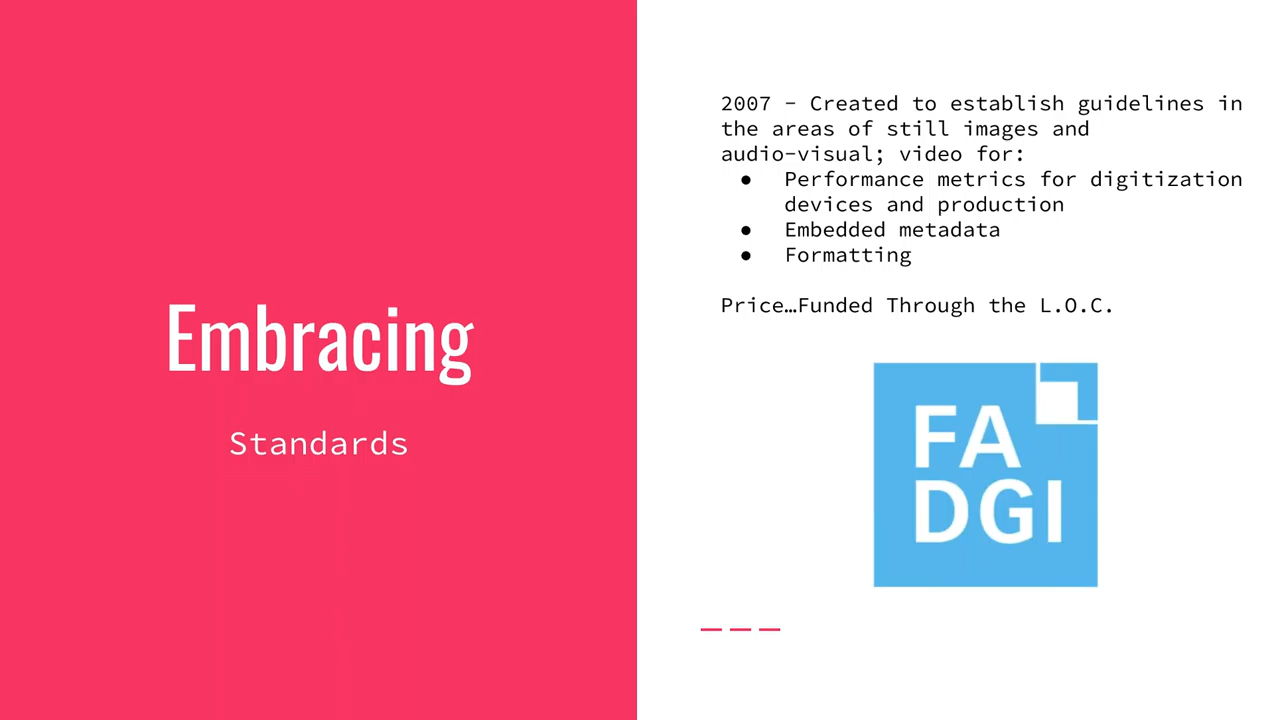 Embracing
Standards
2007 - Created to establish guidelines in
the areas of still images and
audio-visual; video for:
● Performance metrics for digitization
devices and production
● Embedded metadata
● Formatting
Price…Funded Through the L.O.C.
FA
DGI